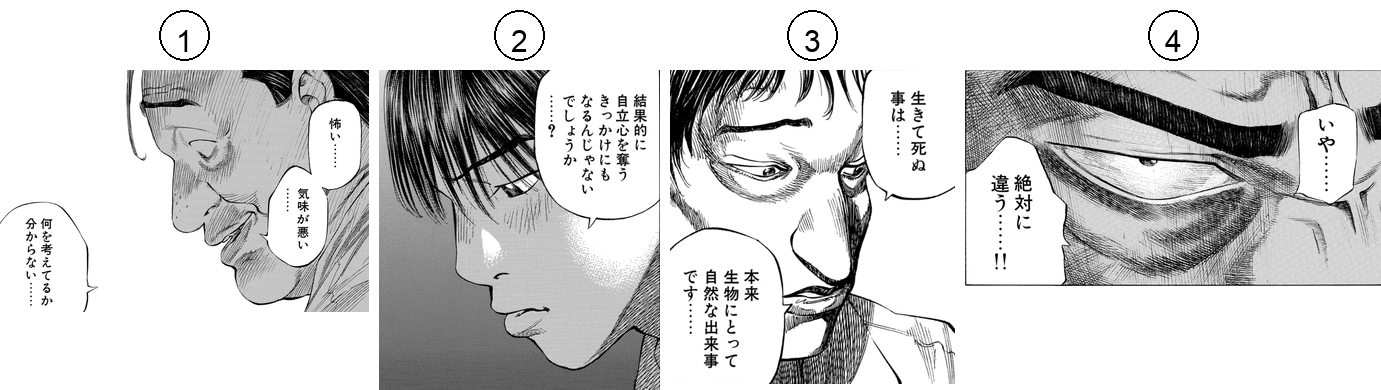 1
怖い……
気味が悪い
……
何を考えてるか
分からない……
2
結果的に
自立心を奪う
きっかけにも
なるんじゃない
でしょうか
……?
3
生きて死ぬ
事は……
本来
生物にとって
自然な出来事
です……
4
いや……
絶対に
違う……!!